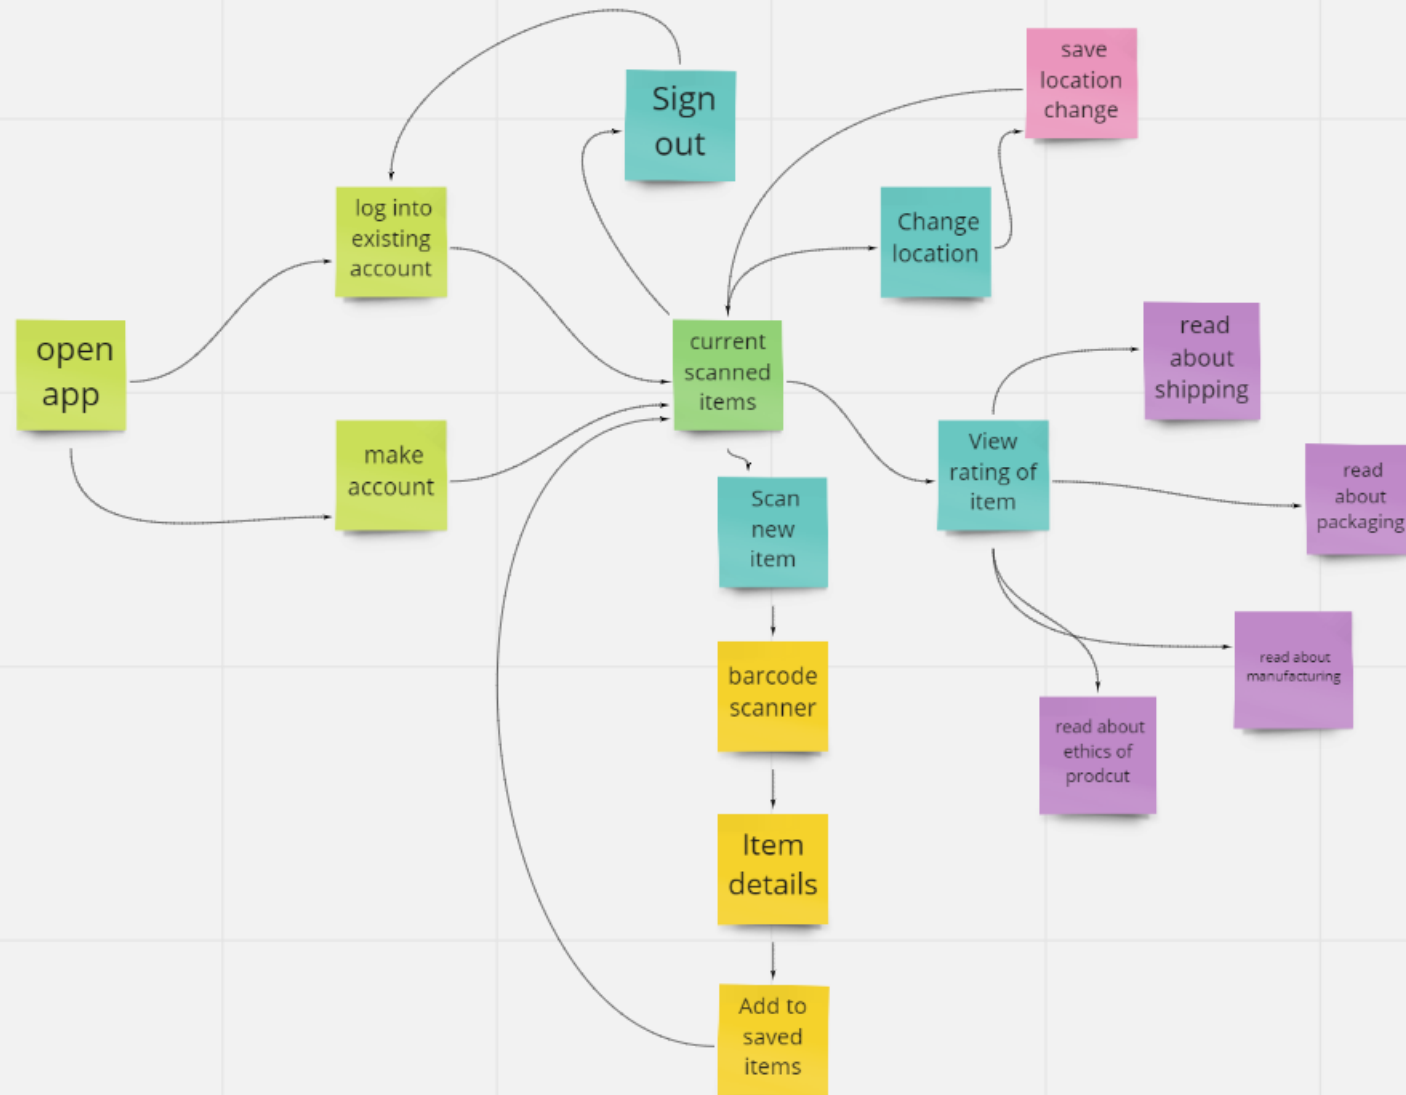 open
app
log into
existing
account
make
account
Sign
out
current
scanned
items
Change
location
save
location
change
Scan
new
item
barcode
scanner
Item
details
Add to
saved
items
View
rating of
item
read
about
shipping
read
about
packaging
read about
manufacturing
read about
ethics of
prodcut